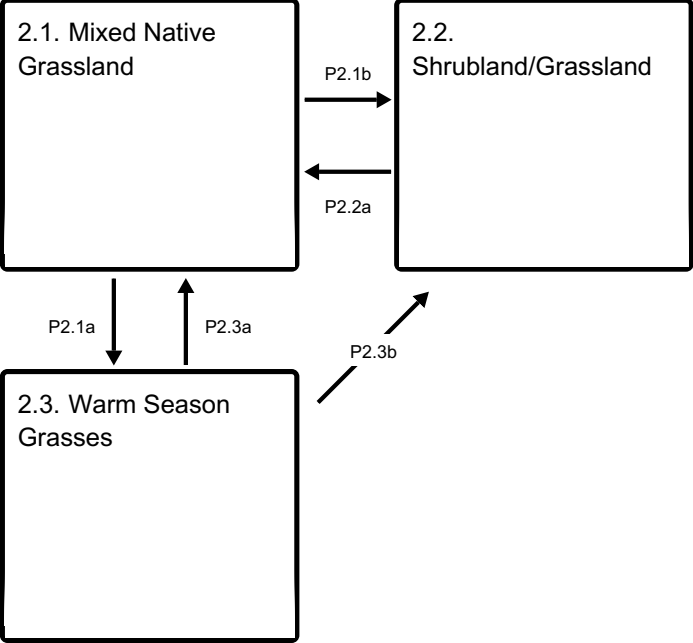 2.1. Mixed Native
Grassland
2.2.
Shrubland/Grassland
P2.1b
P2.2a
P2.1a
P2.3a
P2.3b
2.3. Warm Season
Grasses